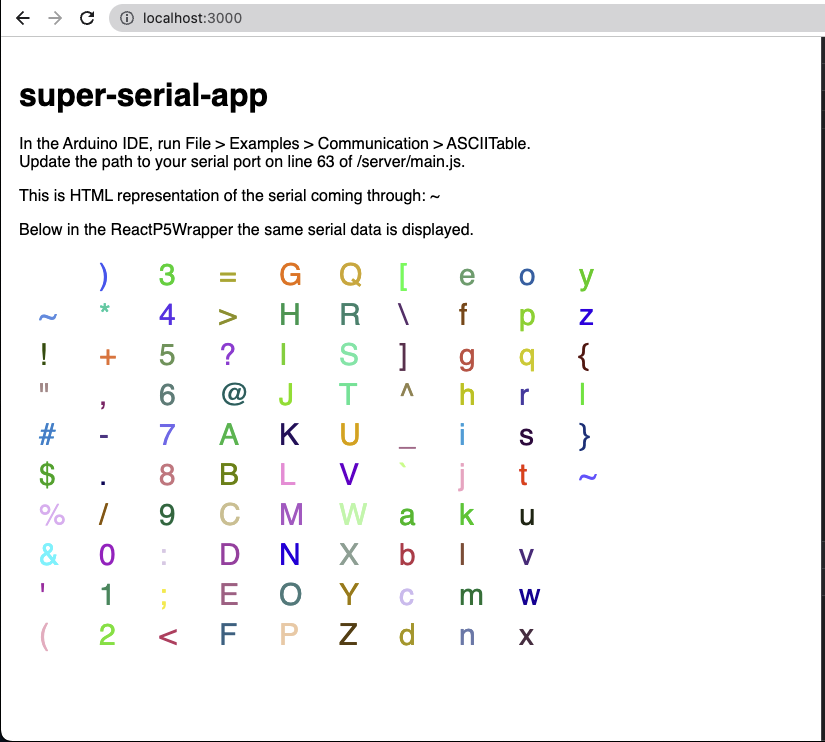 localhost:3000
super-serial-app
In the Arduino IDE, run File > Examples > Communication > ASCIITable.
Update the path to your serial port on line 63 of /server/main.js.
This is HTML representation of the serial coming through: ~
Below in the ReactP5Wrapper the same serial data is displayed.
) 3 = G Q [ e o y
~ * 4 > H R \ f p z
! + 5 ? I S ] g q {
" , 6 @ J T ^ h r |
# - 7 A K U _ i s }
$ . 8 B L V ` j t ~
% / 9 C M W a k u
& 0 : D N X b l v
' 1 ; E O Y c m w
( 2 < F P Z d n x